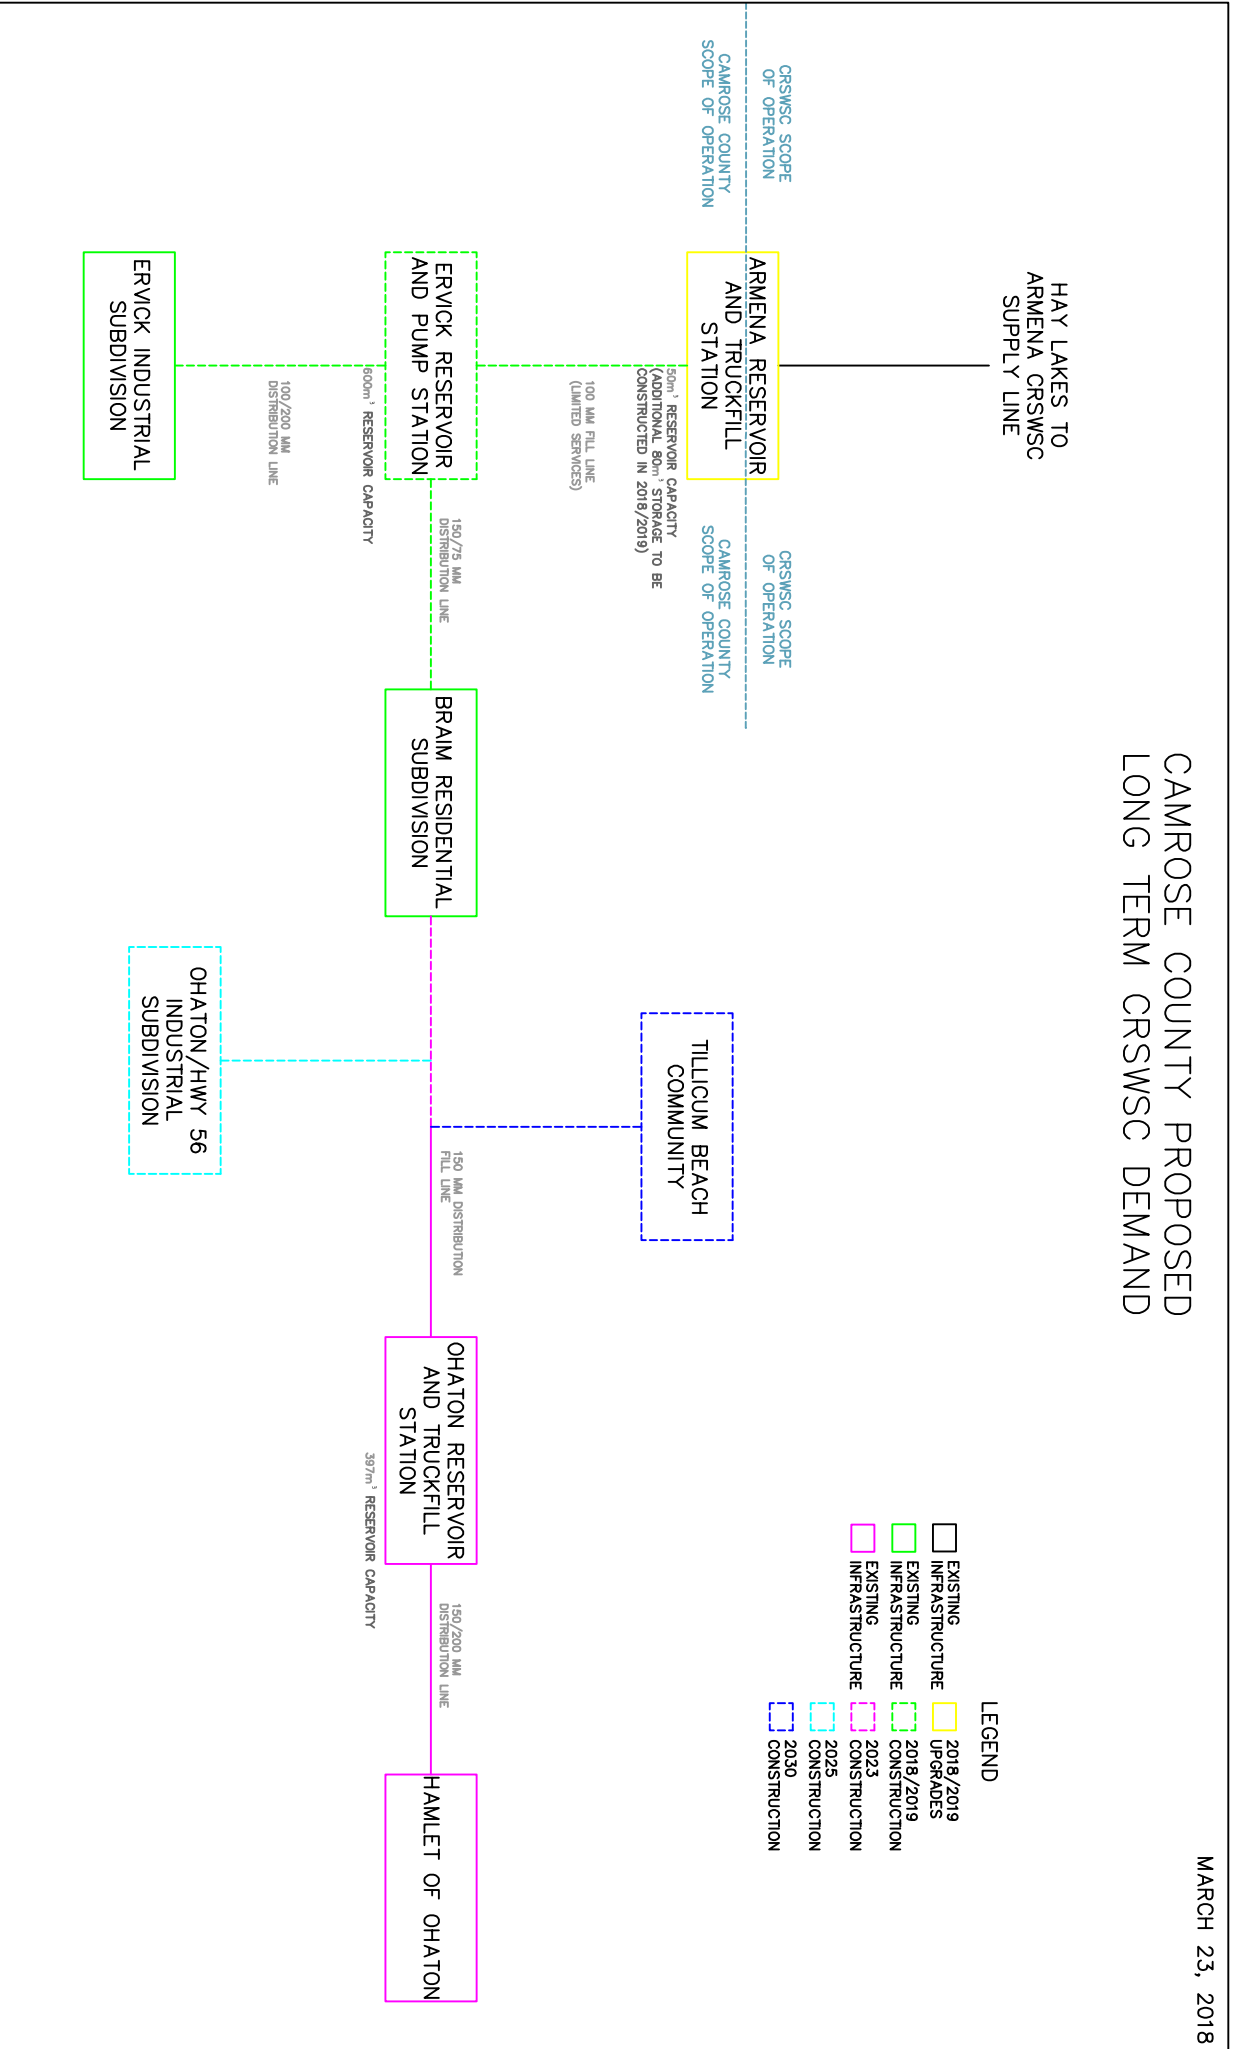 MARCH 23, 2018
CAMROSE COUNTY PROPOSED
LONG TERM CRSWSC DEMAND
HAY LAKES TO
ARMENA CRSWSC
SUPPLY LINE
LEGEND
EXISTING
INFRASTRUCTURE
2018/2019
UPGRADES
EXISTING
INFRASTRUCTURE
2018/2019
CONSTRUCTION
EXISTING
INFRASTRUCTURE
2023
CONSTRUCTION
2025
CONSTRUCTION
2030
CONSTRUCTION
CRSWSC SCOPE
OF OPERATION
CAMROSE COUNTY
SCOPE OF OPERATION
ARMENA RESERVOIR
AND TRUCKFILL
STATION
CRSWSC SCOPE
OF OPERATION
CAMROSE COUNTY
SCOPE OF OPERATION
50m³ RESERVOIR CAPACITY
(ADDITIONAL 80m³ STORAGE TO BE
CONSTRUCTED IN 2018/2019)
100 MM FILL LINE
(LIMITED SERVICES)
TILLICUM BEACH
COMMUNITY
ERVICK RESERVOIR
AND PUMP STATION
150/75 MM
DISTRIBUTION LINE
BRAIM RESIDENTIAL
SUBDIVISION
150 MM DISTRIBUTION
FILL LINE
OHATON RESERVOIR
AND TRUCKFILL
STATION
150/200 MM
DISTRIBUTION LINE
HAMLET OF OHATON
600m³ RESERVOIR CAPACITY
397m³ RESERVOIR CAPACITY
100/200 MM
DISTRIBUTION LINE
OHATON/HWY 56
INDUSTRIAL
SUBDIVISION
ERVICK INDUSTRIAL
SUBDIVISION